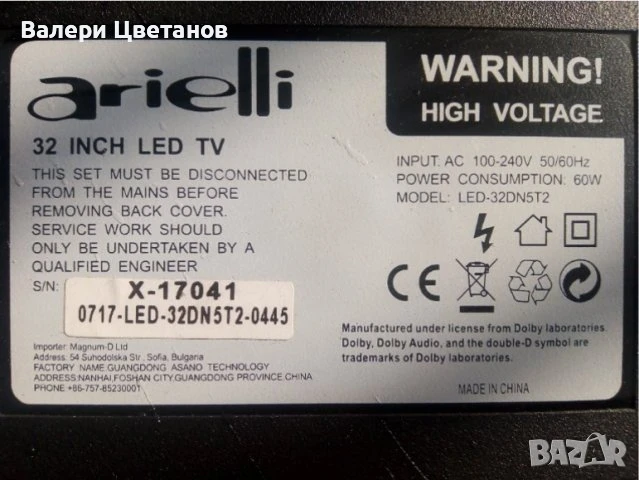 Валери Цветанов
arielli
32 INCH LED TV
THIS SET MUST BE DISCONNECTED
FROM THE MAINS BEFORE
REMOVING BACK COVER.
SERVICE WORK SHOULD
ONLY BE UNDERTAKEN BY A
QUALIFIED ENGINEER
S/N:
X-17041
0717-LED-32DN5T2-0445
Importer: Magnum-D Ltd
Address: 54 Suhodolska Str., Sofia, Bulgaria
FACTORY NAME:GUANGDONG ASANO TECHNOLOGY
ADDRESS:NANHAI,FOSHAN CITY,GUANGDONG PROVINCE,CHINA
PHONE +86-757-85230001
WARNING!
HIGH VOLTAGE
INPUT: AC 100-240V 50/60Hz
POWER CONSUMPTION: 60W
MODEL: LED-32DN5T2
CE
Manufactured under license from Dolby laboratories.
Dolby, Dolby Audio, and the double-D symbol are
trademarks of Dolby laboratories.
MADE IN CHINA
BAZAR